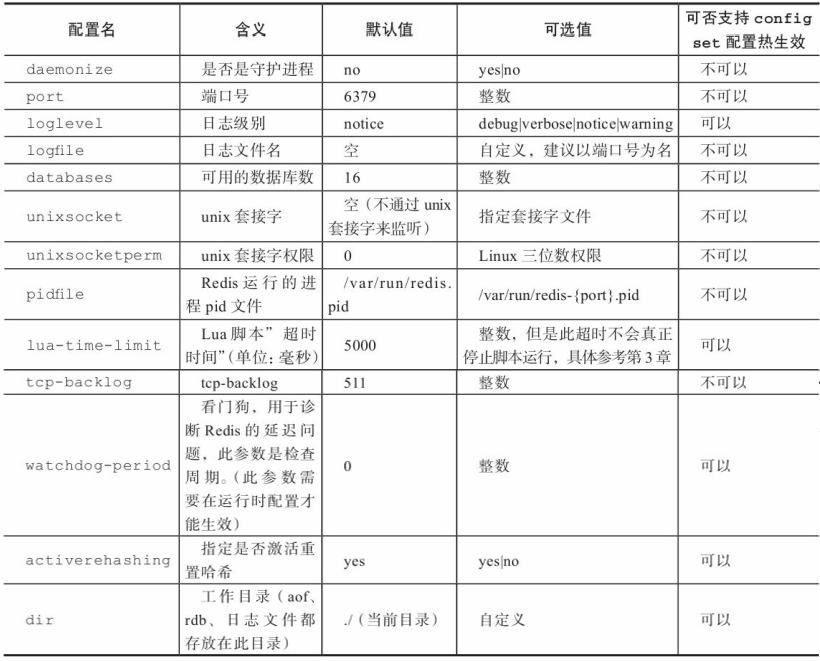 配置名 含义 默认值 可选值 可否支持 config
set 配置热生效
daemonize 是否是守护进程 no yes|no 不可以
port 端口号 6379 整数 不可以
loglevel 日志级别 notice debug|verbose|notice|warning 可以
logfile 日志文件名 空 自定义，建议以端口号为名 不可以
databases 可用的数据库数 16 整数 不可以
unixsocket unix 套接字 空（不通过 unix
套接字来监听） 指定套接字文件 不可以
unixsocketperm unix 套接字权限 0 Linux 三位数权限 不可以
pidfile Redis 运行的进
程 pid 文件 /var/run/redis.
pid /var/run/redis-{port}.pid 不可以
lua-time-limit Lua 脚本”超时
时间”（单位：毫秒） 5000 整数，但是此超时不会真正
停止脚本运行，具体参考第 3 章 可以
tcp-backlog tcp-backlog 511 整数 不可以
watchdog-period 看门狗，用于诊
断 Redis 的延迟问
题，此参数是检查
周期。（此参数需
要在运行时配置才
能生效） 0 整数 可以
activerehashing 指定是否激活重
置哈希 yes yes|no 可以
dir 工作目录（aof、
rdb、日志文件都
存放在此目录） ./（当前目录） 自定义 可以